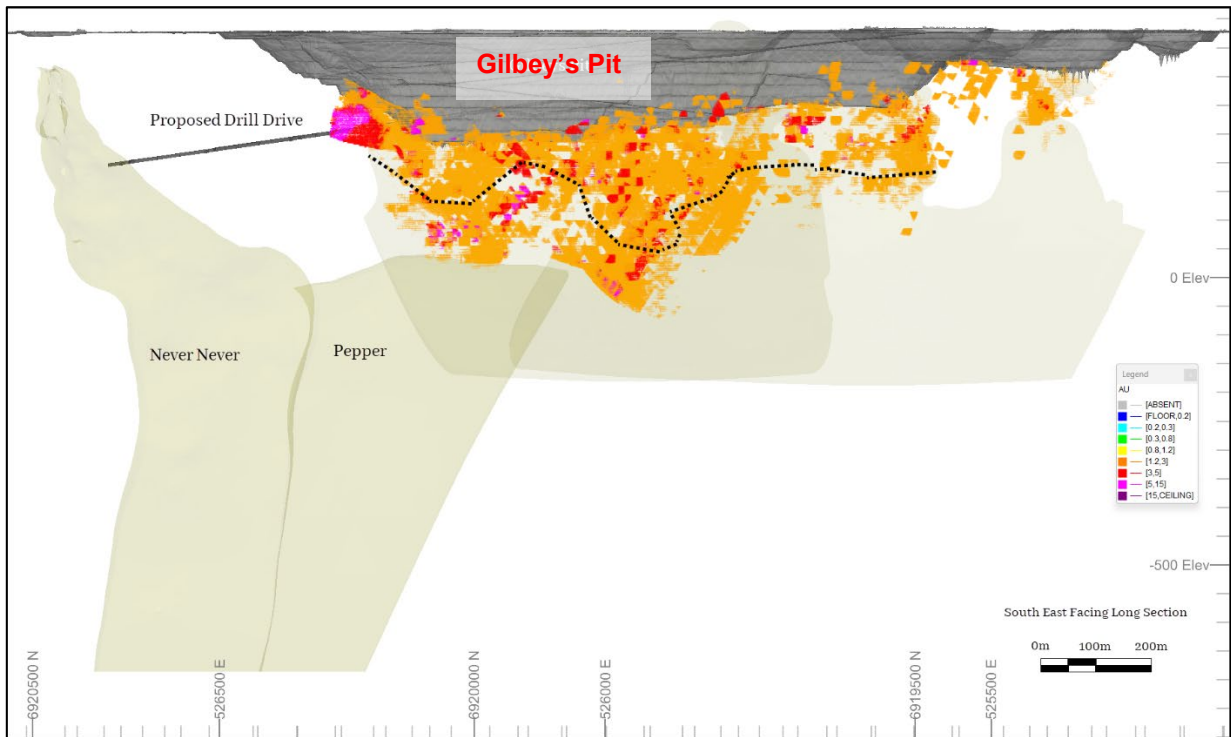 Gilbey's Pit
Proposed Drill Drive
0 Elev
Never Never
Pepper
Legend
AU
[ABSENT]
[FLOOR,0.2]
[0.2,0.3]
[0.3,0.8]
[0.8,1.2]
[1.2,3]
[3,5]
[5,15]
[15,CEILING]
-500 Elev
South East Facing Long Section
0m 100m 200m
6920500 N
526500 E
6920000 N
526000 E
6919500 N
525500 E